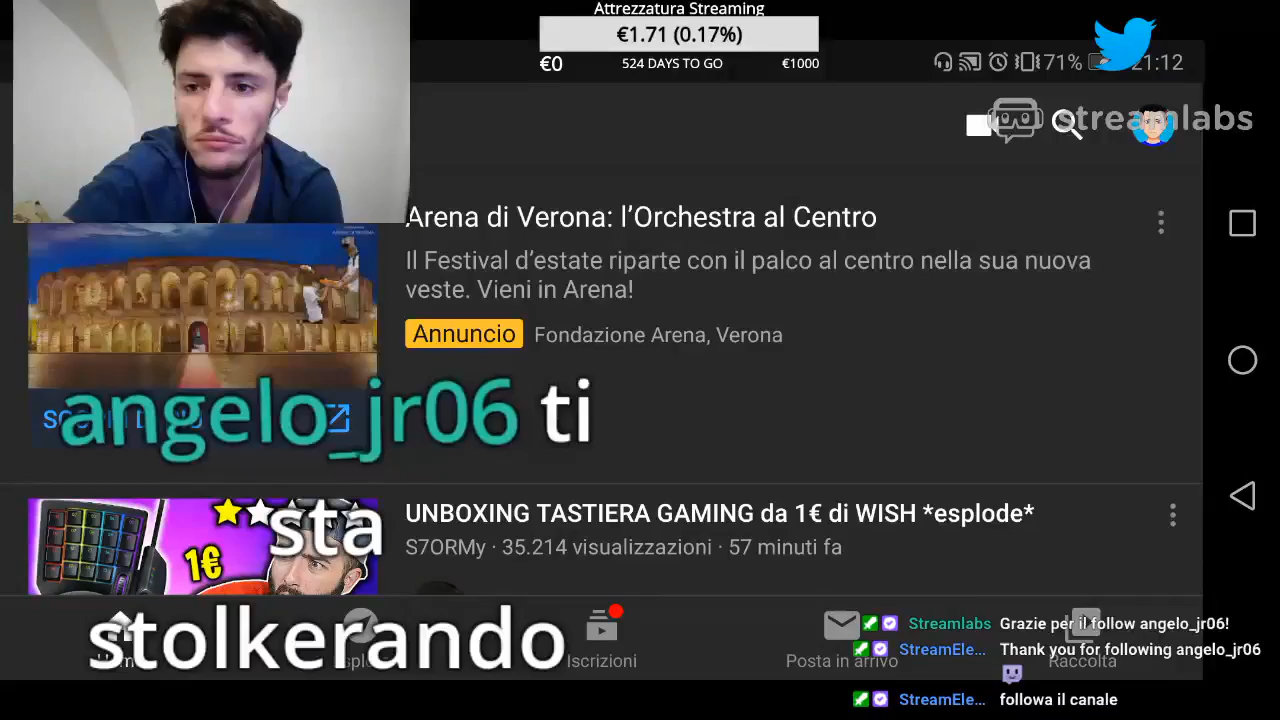 Attrezzatura Streaming
€1.71 (0.17%)
€0 524 DAYS TO GO €1000
71% 21:12
streamlabs
Arena di Verona: l'Orchestra al Centro
Il Festival d'estate riparte con il palco al centro nella sua nuova
veste. Vieni in Arena!
Annuncio Fondazione Arena, Verona
angelo_jr06 ti
sta
stolkerando
1€
UNBOXING TASTIERA GAMING da 1€ di WISH *esplode*
S7ORMy · 35.214 visualizzazioni · 57 minuti fa
Iscrizioni
Posta in arrivo
Raccolta
Streamlabs Grazie per il follow angelo_jr06!
StreamEle... Thank you for following angelo_jr06
StreamEle... followa il canale